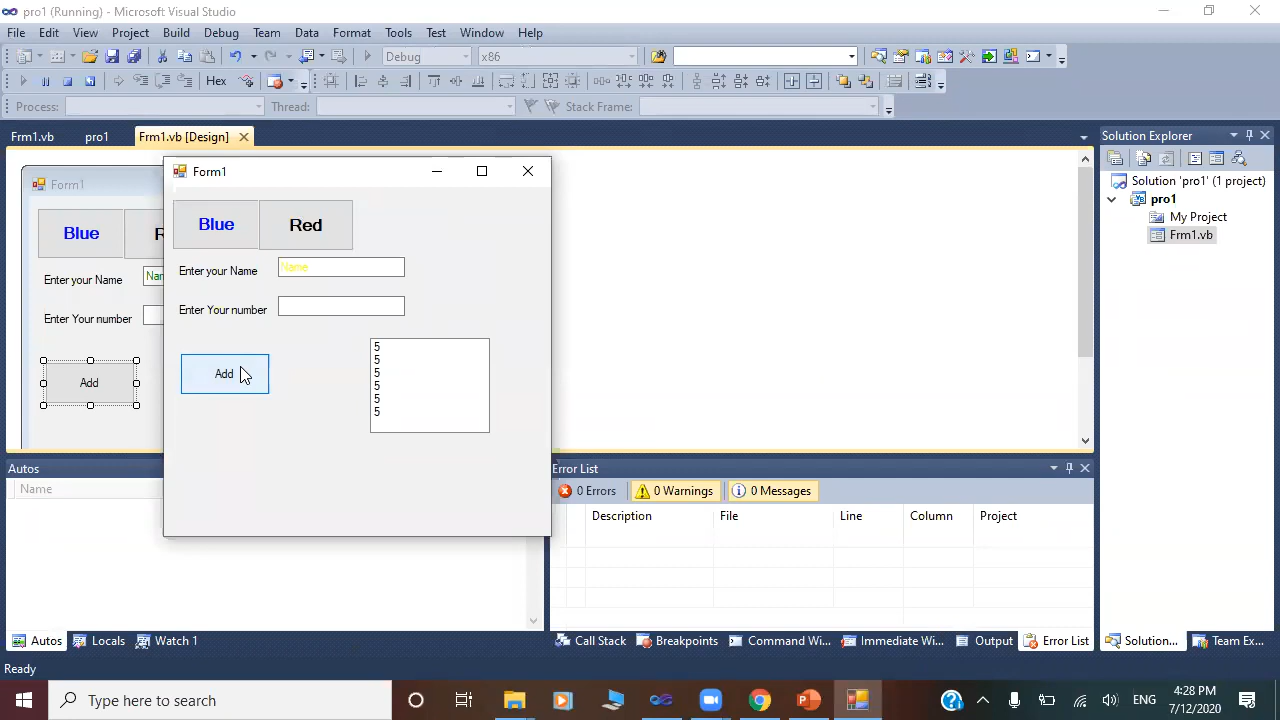 pro1 (Running) - Microsoft Visual Studio
File Edit View Project Build Debug Team Data Format Tools Test Window Help
Debug x86
Hex
Process: Thread: Stack Frame:
Frm1.vb pro1 Frm1.vb [Design]
Form1
Blue
Enter your Name
Enter Your number
Add
Form1
Blue Red
Enter your Name Name
Enter Your number
Add
5
5
5
5
5
5
Solution Explorer
Solution 'pro1' (1 project)
pro1
My Project
Frm1.vb
Autos
Name
Error List
0 Errors 0 Warnings 0 Messages
Description File Line Column Project
Autos Locals Watch 1
Call Stack Breakpoints Command Wi... Immediate Wi... Output Error List
Solution... Team Ex...
Ready
Type here to search
ENG
4:28 PM
7/12/2020